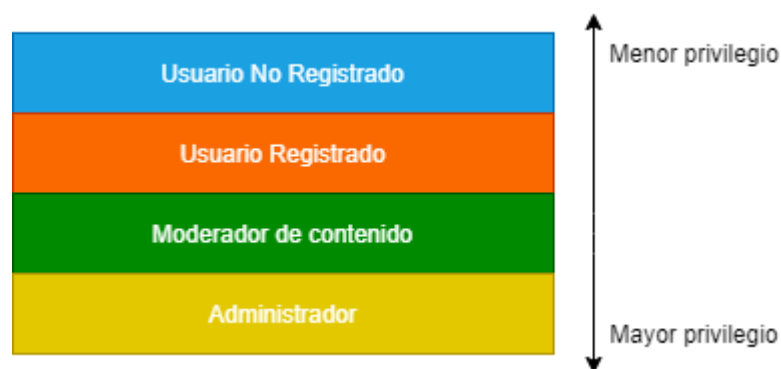 Menor privilegio
Usuario No Registrado
Usuario Registrado
Moderador de contenido
Administrador
Mayor privilegio